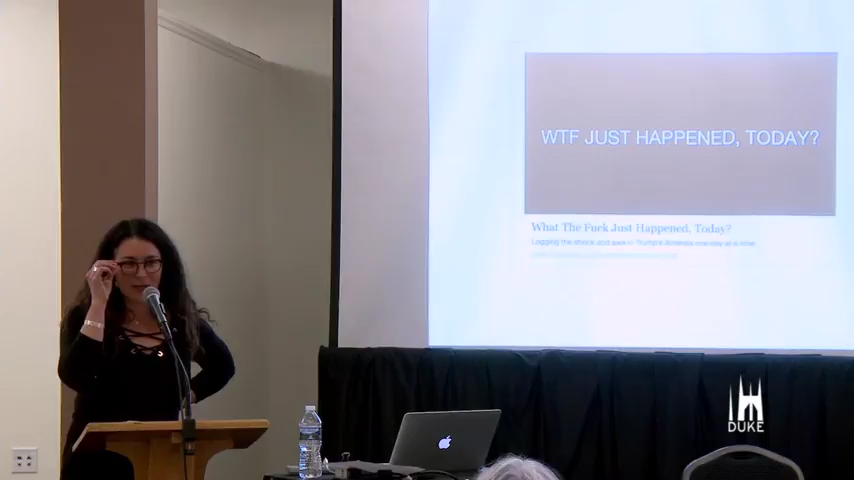 WTF JUST HAPPENED, TODAY?
What The Fuck Just Happened, Today?
Logging the shock and awe in Trump's America one day at a time
DUKE